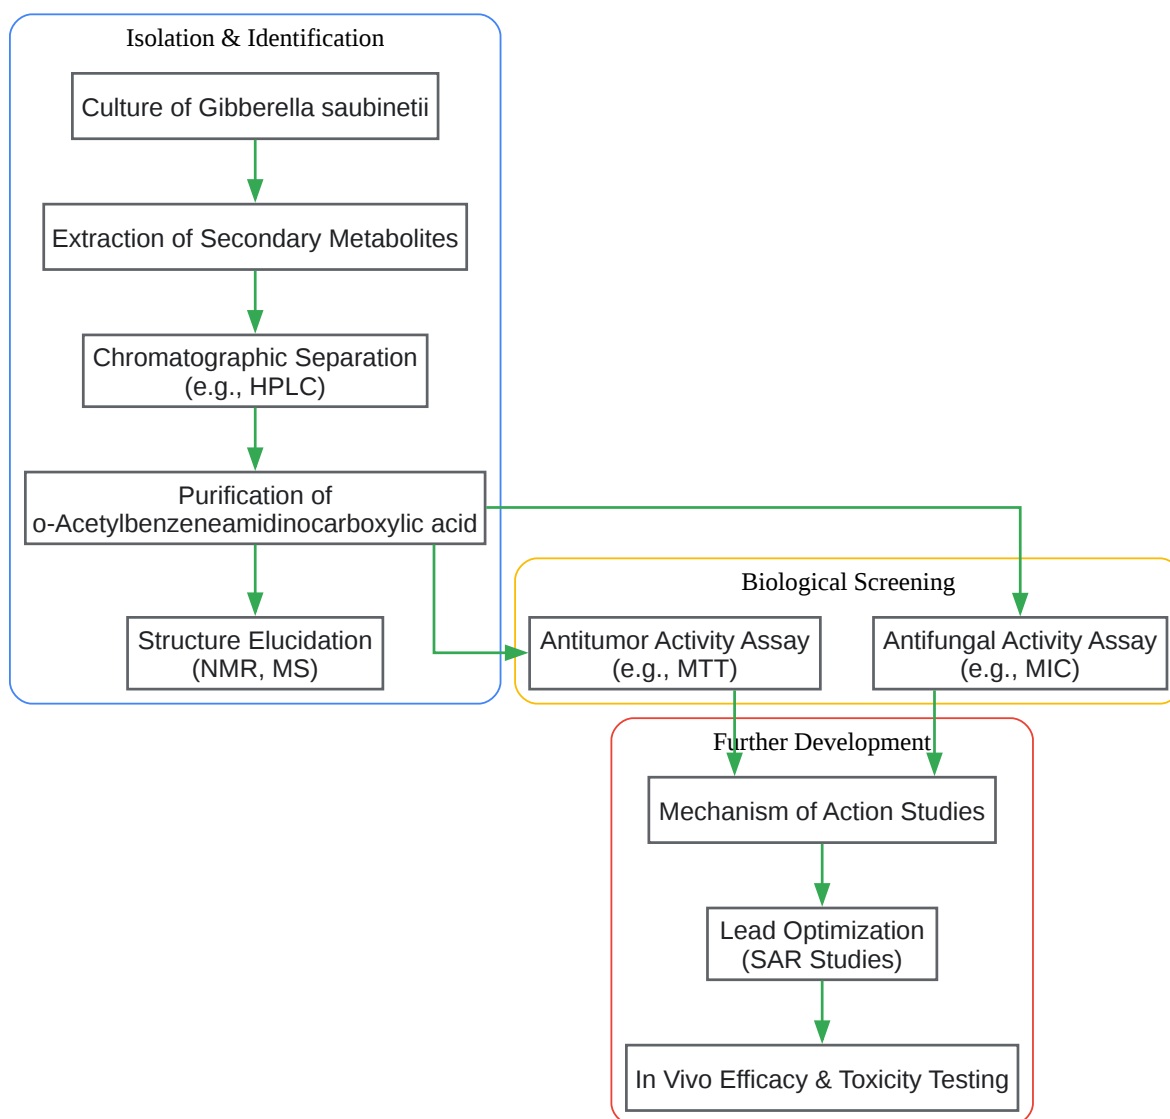 Isolation & Identification
Culture of Gibberella saubinetii
Extraction of Secondary Metabolites
Chromatographic Separation
(e.g., HPLC)
Purification of
o-Acetylbenzeneamidinocarboxylic acid
Structure Elucidation
(NMR, MS)
Biological Screening
Antitumor Activity Assay
(e.g., MTT)
Antifungal Activity Assay
(e.g., MIC)
Further Development
Mechanism of Action Studies
Lead Optimization
(SAR Studies)
In Vivo Efficacy & Toxicity Testing